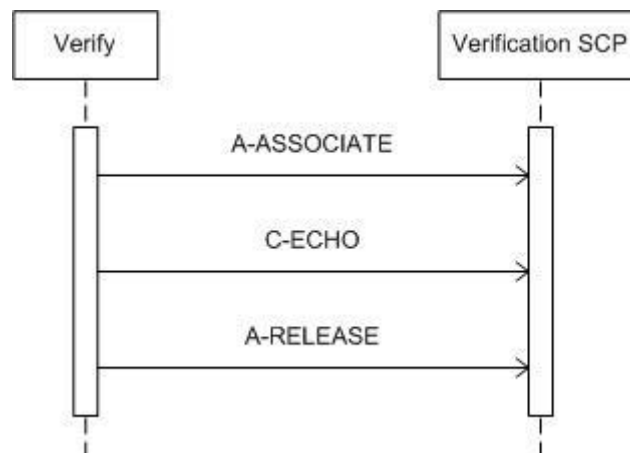 Verify
Verification SCP
A-ASSOCIATE
C-ECHO
A-RELEASE